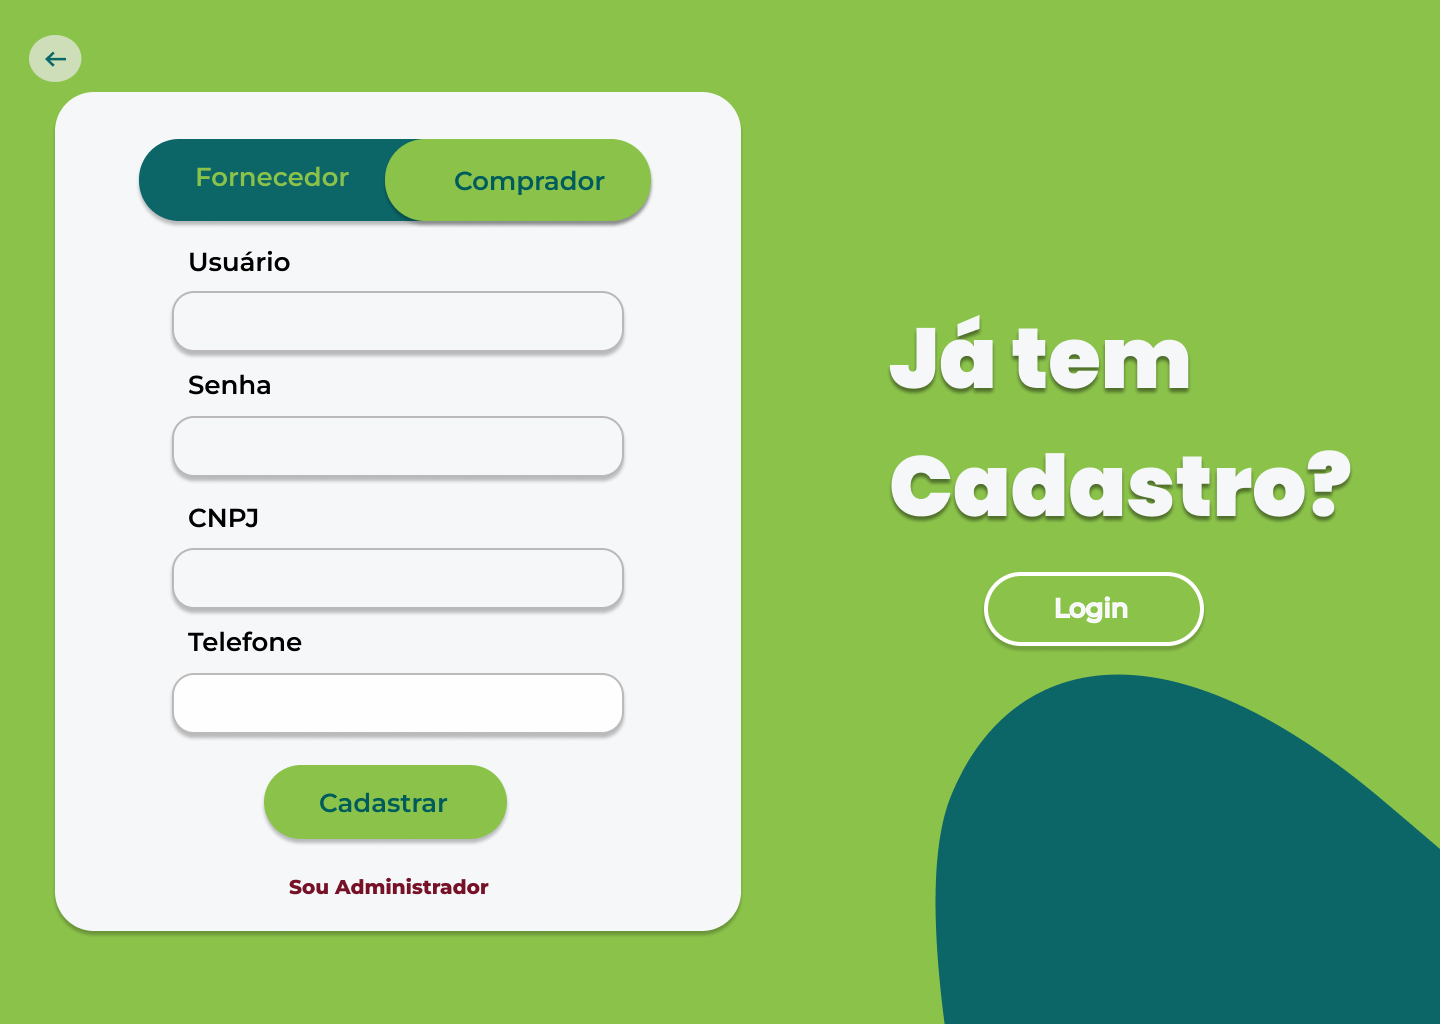 Fornecedor
Comprador
Usuário
Senha
CNPJ
Telefone
Cadastrar
Sou Administrador
Já tem
Cadastro?
Login